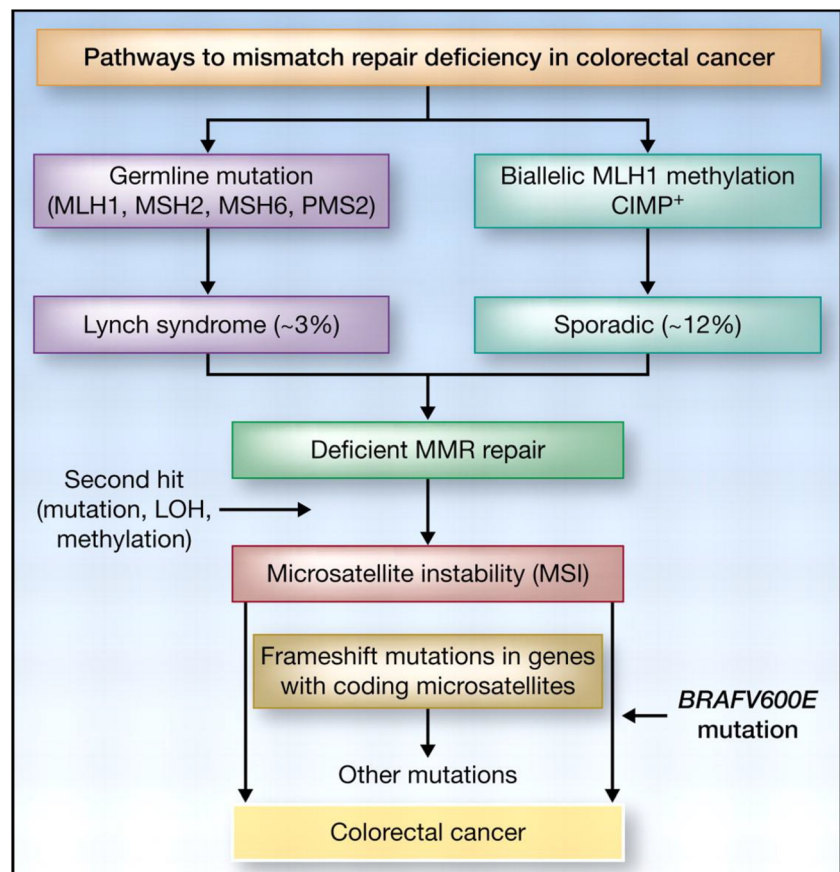 Pathways to mismatch repair deficiency in colorectal cancer
Germline mutation
(MLH1, MSH2, MSH6, PMS2)
Biallelic MLH1 methylation
CIMP+
Lynch syndrome (~3%)
Sporadic (~12%)
Deficient MMR repair
Second hit
(mutation, LOH,
methylation)
Microsatellite instability (MSI)
Frameshift mutations in genes
with coding microsatellites
BRAFV600E
mutation
Other mutations
Colorectal cancer